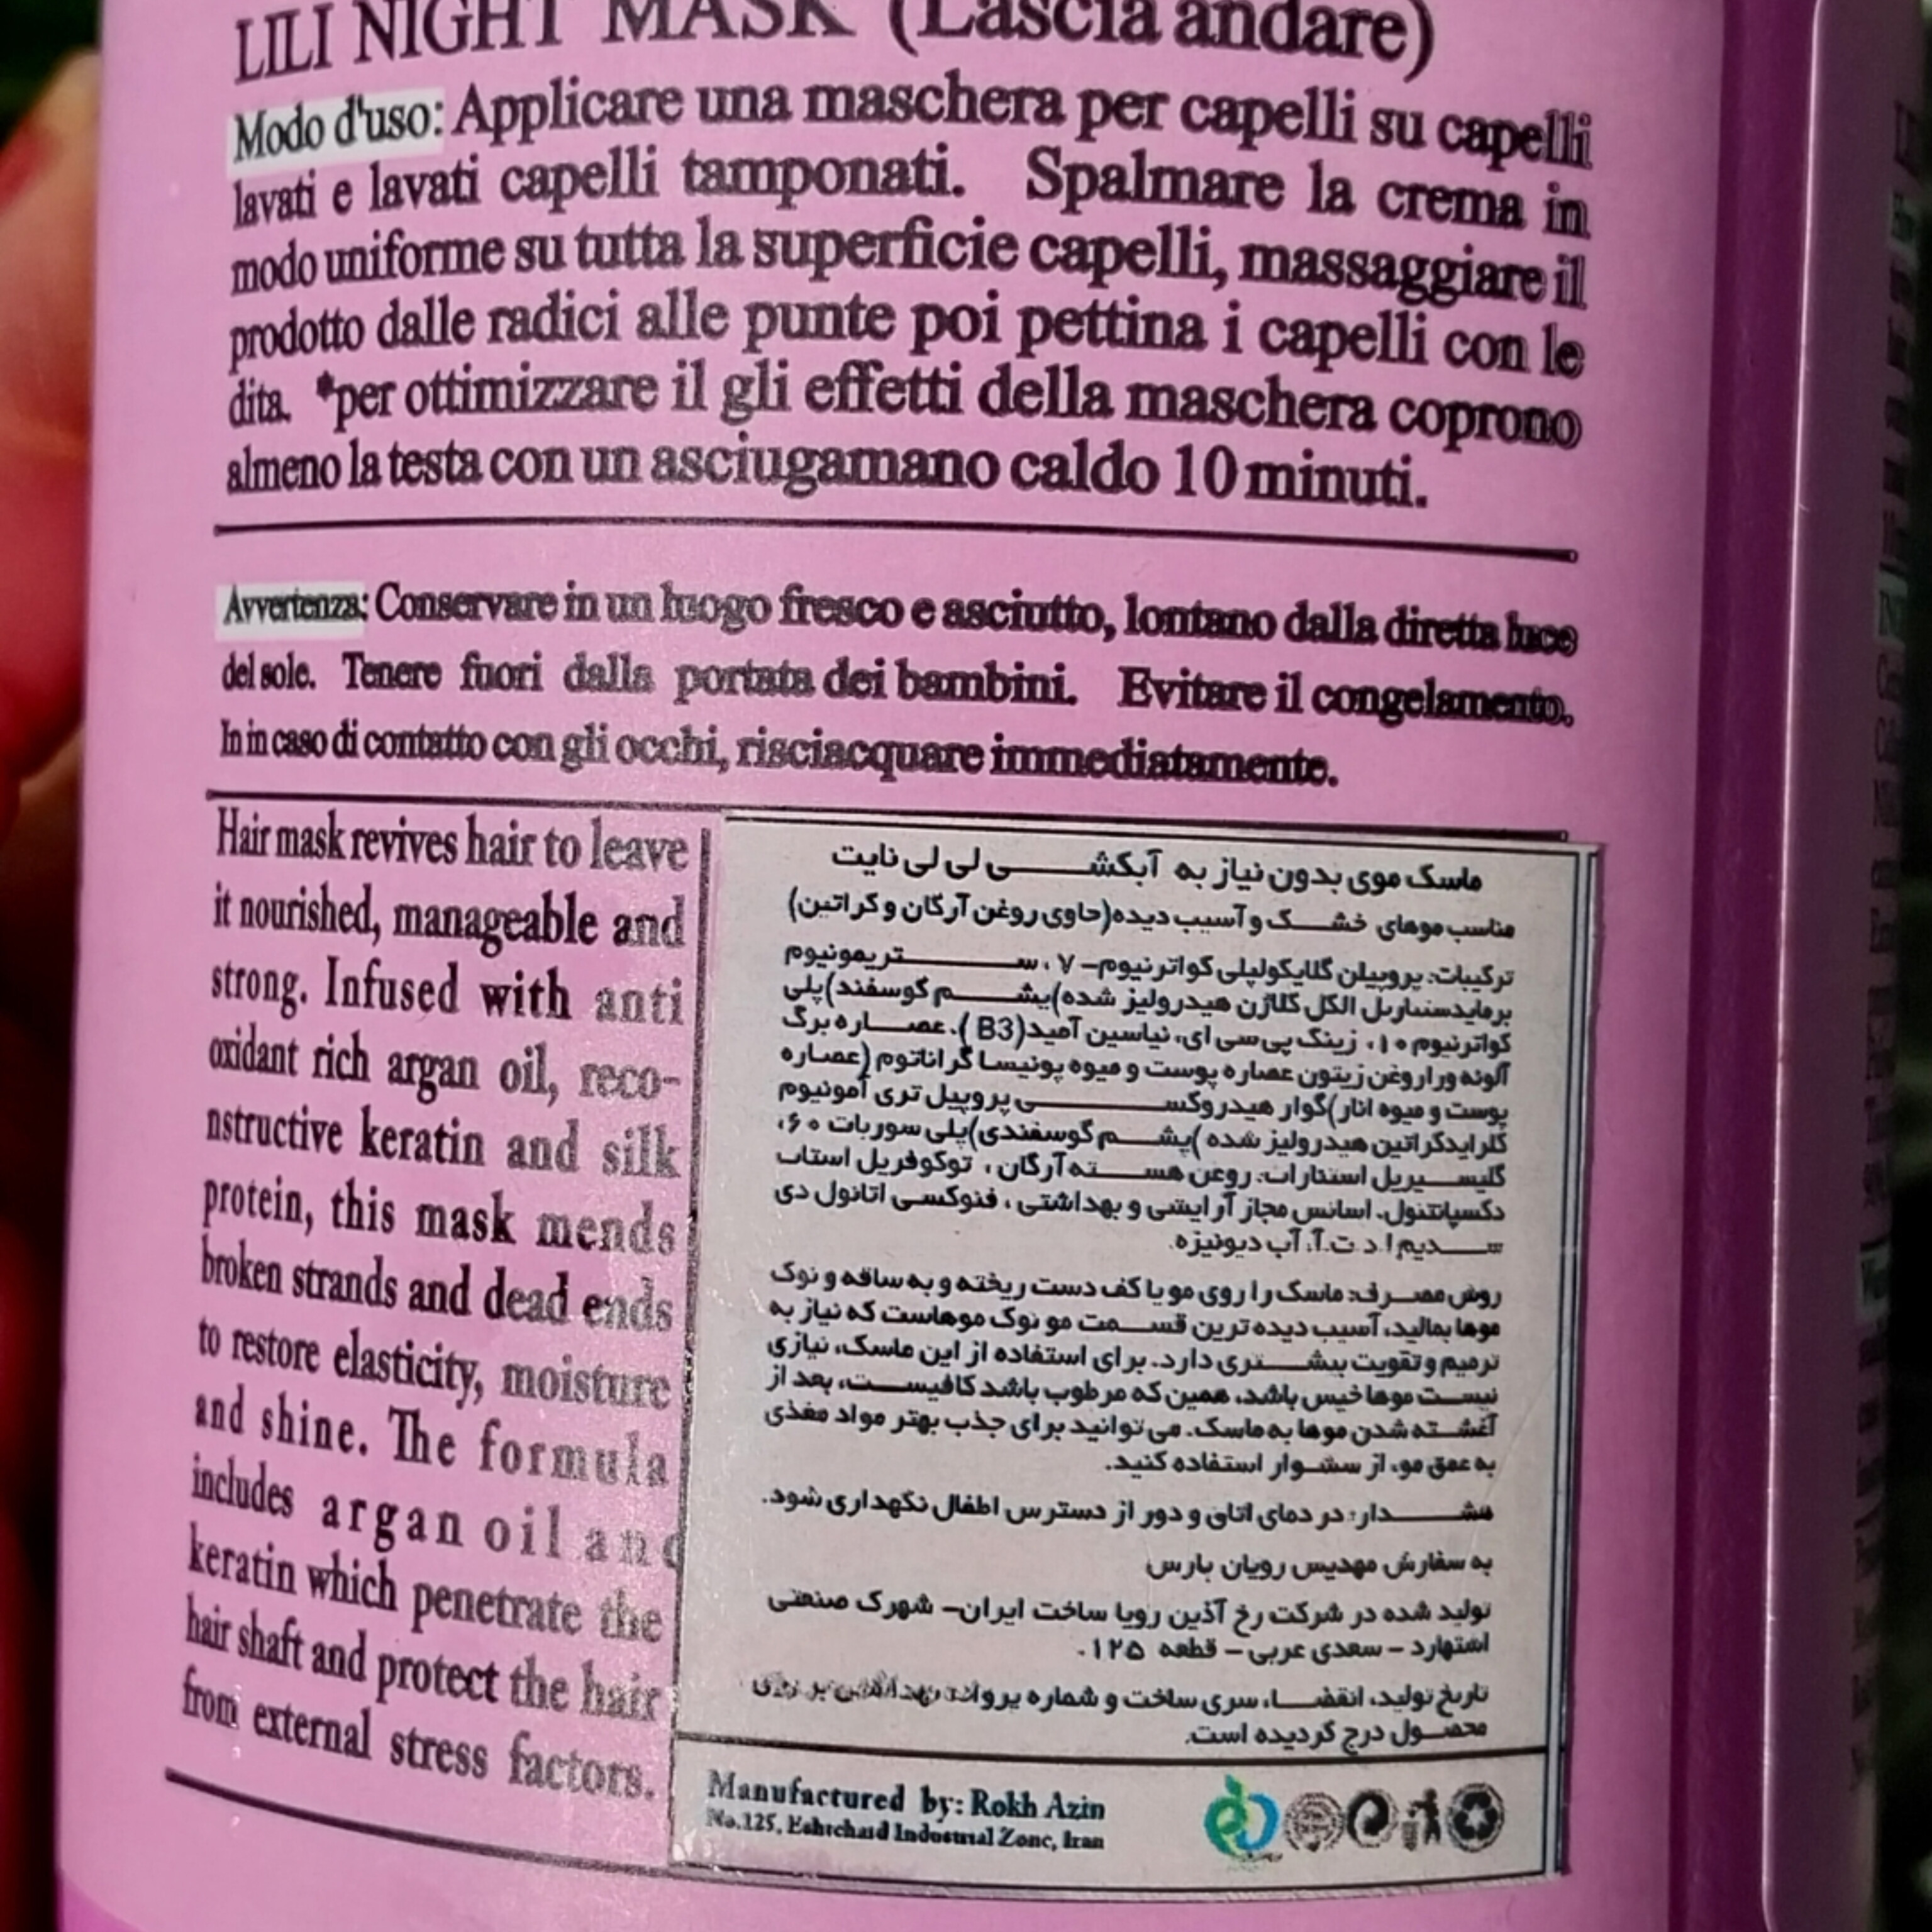 LILI NIGHT MASK (Lascia andare)
Modo d'uso: Applicare una maschera per capelli su capelli
lavati e lavati capelli tamponati. Spalmare la crema in
modo uniforme su tutta la superficie capelli, massaggiare il
prodotto dalle radici alle punte poi pettina i capelli con le
dita. *per ottimizzare il gli effetti della maschera coprono
almeno la testa con un asciugamano caldo 10 minuti.
Avvertenza: Conservare in un luogo fresco e asciutto, lontano dalla diretta luce
del sole. Tenere fuori dalla portata dei bambini. Evitare il congelamento.
In in caso di contatto con gli occhi, risciacquare immediatamente.
Hair mask revives hair to leave
it nourished, manageable and
strong. Infused with anti
oxidant rich argan oil, reco-
nstructive keratin and silk
protein, this mask mends
broken strands and dead ends
to restore elasticity, moisture
and shine. The formula
includes argan oil and
keratin which penetrate the
hair shaft and protect the hair
from external stress factors.
ماسک موی بدون نیاز به آبکشی لی لی نایت
مناسب موهای خشک و آسیب دیده(حاوی روغن آرگان و کراتین)
ترکیبات: پروپیلن گلایکولپلی کواترنیوم- ۷، ستریمونیوم
برمایدستئاریل الکل کلاژن هیدرولیز شده)پشم گوسفند)پلی
کواترنیوم ۱۰، زینک پی سی ای، نیاسین آمید(B3 )، عصاره برگ
آلوئه وراروغن زیتون عصاره پوست و میوه پونیسا گراناتوم (عصاره
پوست و میوه انار)گوار هیدروکسی پروپیل تری آمونیوم
کلرایدکراتین هیدرولیز شده )پشم گوسفندی)پلی سوربات ۶۰،
گلیسیریل استئارات، روغن هسته آرگان، توکوفریل استات
دکسپانتنول، اسانس مجاز آرایشی و بهداشتی، فنوکسی اتانول دی
سدیم ا.د.ت.آ، آب دیونیزه.
روش مصرف: ماسک را روی مو یا کف دست ریخته و به ساقه و نوک
موها بمالید، آسیب دیده ترین قسمت مو نوک موهاست که نیاز به
ترمیم و تقویت بیشتری دارد. برای استفاده از این ماسک، نیازی
نیست موها خیس باشد، همین که مرطوب باشد کافیست، بعد از
آغشته شدن موها به ماسک، می توانید برای جذب بهتر مواد مغذی
به عمق مو، از سشوار استفاده کنید.
هشدار: در دمای اتاق و دور از دسترس اطفال نگهداری شود.
به سفارش مهدیس رویان پارس
تولید شده در شرکت رخ آذین رویا ساخت ایران- شهرک صنعتی
اشتهارد - سعدی غربی - قطعه ۱۲۵.
تاریخ تولید، انقضا، سری ساخت و شماره پروانه بهداشتی بر روی
محصول درج گردیده است.
Manufactured by: Rokh Azin
No.125, Eshtehard Industrial Zone, Iran